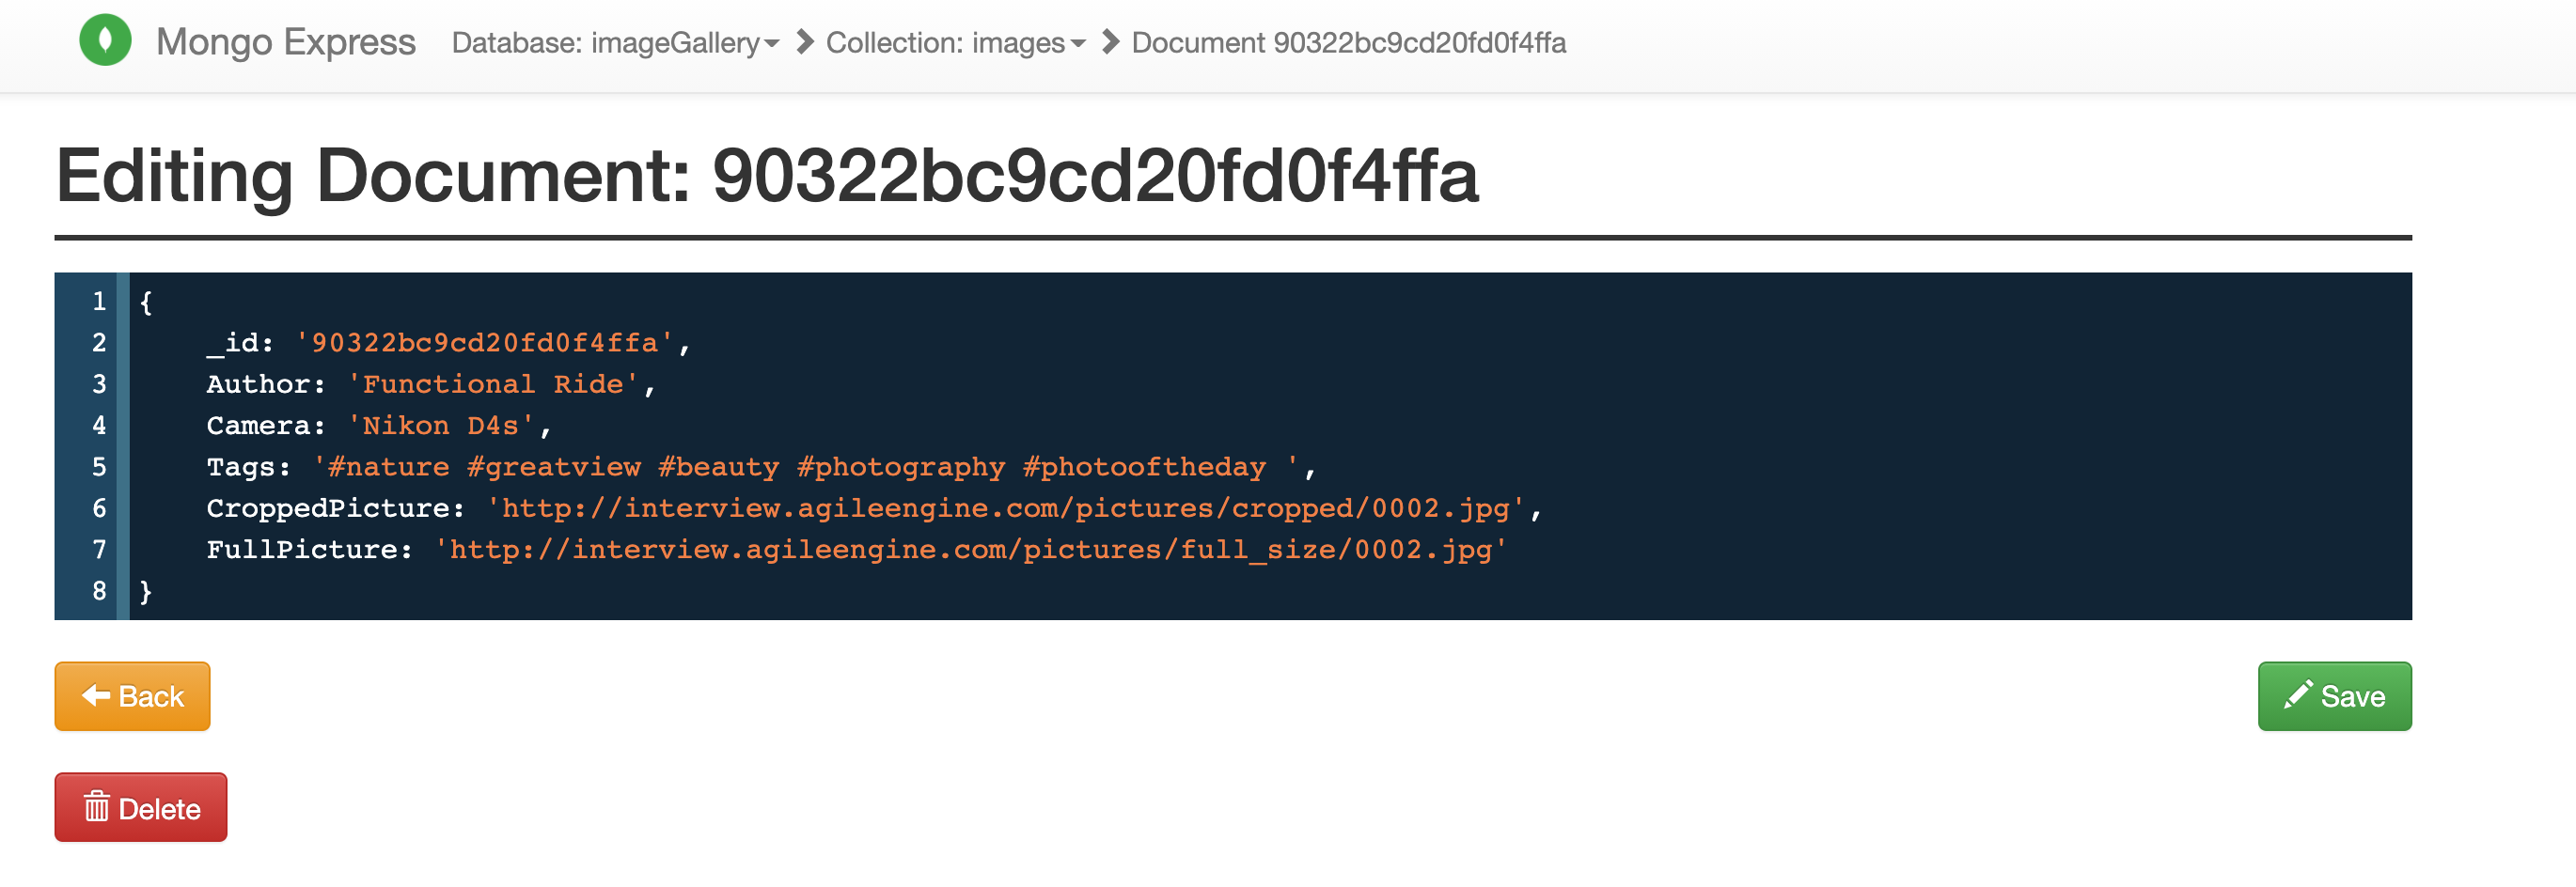 Mongo Express Database: imageGallery Collection: images Document 90322bc9cd20fd0f4ffa
Editing Document: 90322bc9cd20fd0f4ffa
1 {
2 _id: '90322bc9cd20fd0f4ffa',
3 Author: 'Functional Ride',
4 Camera: 'Nikon D4s',
5 Tags: '#nature #greatview #beauty #photography #photooftheday ',
6 CroppedPicture: 'http://interview.agileengine.com/pictures/cropped/0002.jpg',
7 FullPicture: 'http://interview.agileengine.com/pictures/full_size/0002.jpg'
8 }
Back Save
Delete